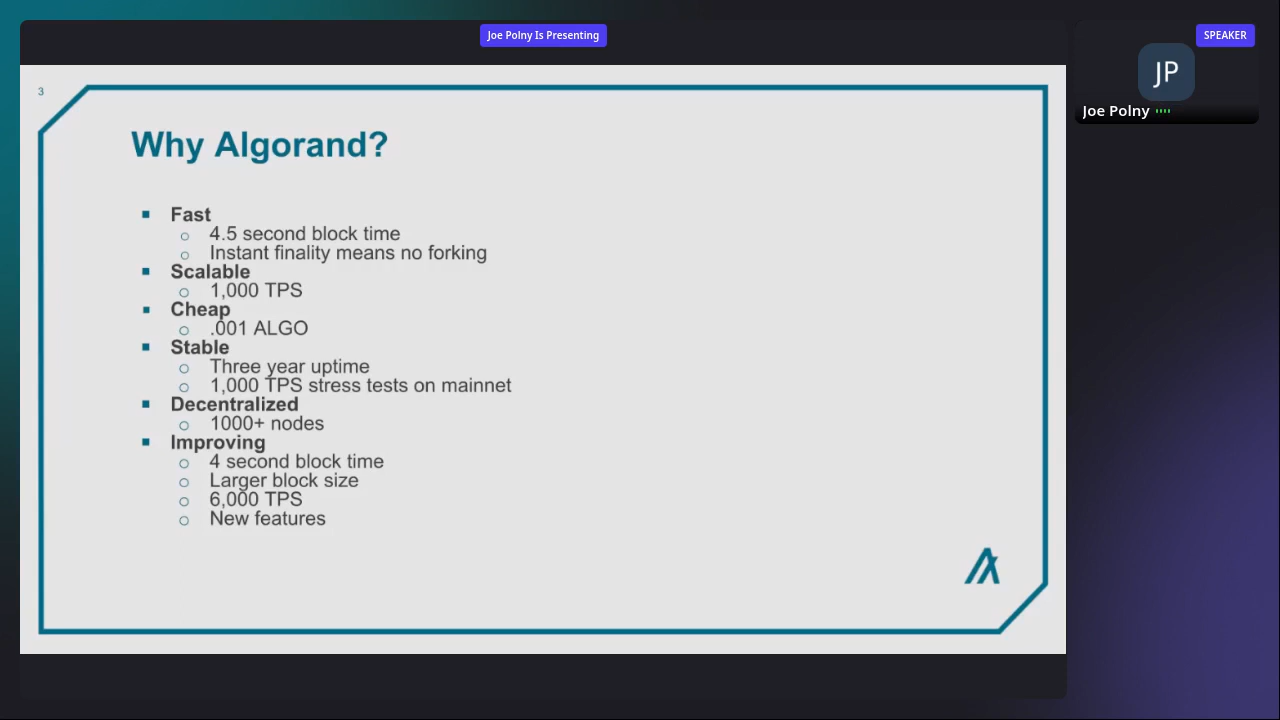 Joe Polny Is Presenting
SPEAKER
JP
Joe Polny
3
Why Algorand?
Fast
4.5 second block time
Instant finality means no forking
Scalable
1,000 TPS
Cheap
.001 ALGO
Stable
Three year uptime
1,000 TPS stress tests on mainnet
Decentralized
1000+ nodes
Improving
4 second block time
Larger block size
6,000 TPS
New features